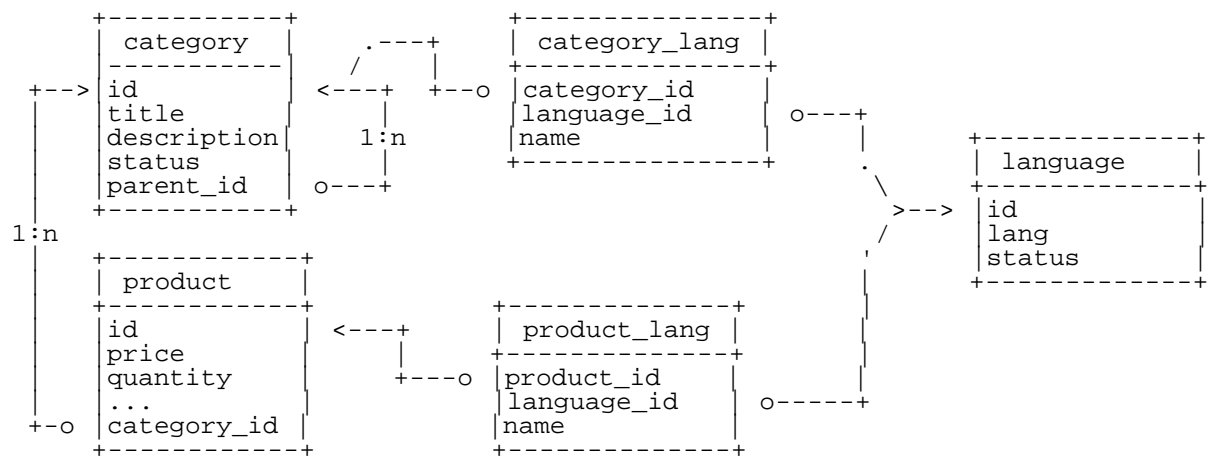 category
id
title
description
status
parent_id
1:n
category_lang
category_id
language_id
name
language
id
lang
status
1:n
product
id
price
quantity
...
category_id
product_lang
product_id
language_id
name